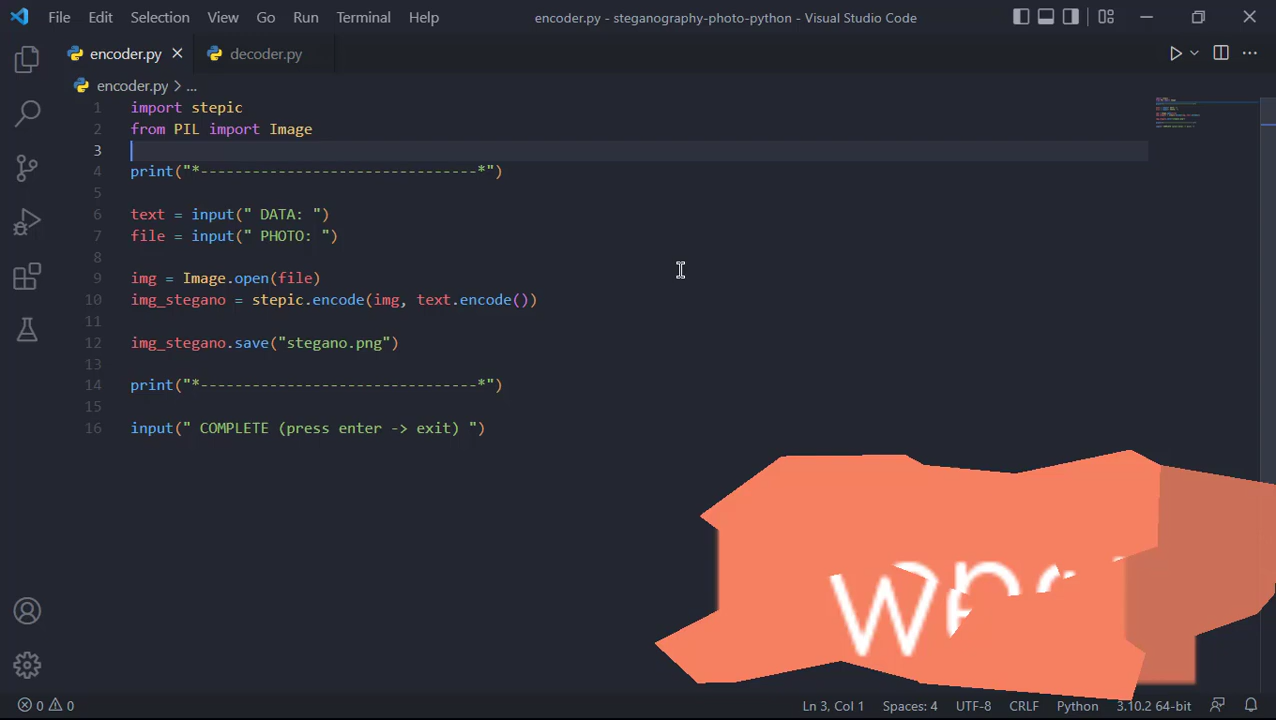 File Edit Selection View Go Run Terminal Help encoder.py - steganography-photo-python - Visual Studio Code
encoder.py decoder.py
encoder.py > ...
1 import stepic
2 from PIL import Image
3
4 print("*--------------------------------*")
5
6 text = input(" DATA: ")
7 file = input(" PHOTO: ")
8
9 img = Image.open(file)
10 img_stegano = stepic.encode(img, text.encode())
11
12 img_stegano.save("stegano.png")
13
14 print("*--------------------------------*")
15
16 input(" COMPLETE (press enter -> exit) ")
0 0 Ln 3, Col 1 Spaces: 4 UTF-8 CRLF Python 3.10.2 64-bit